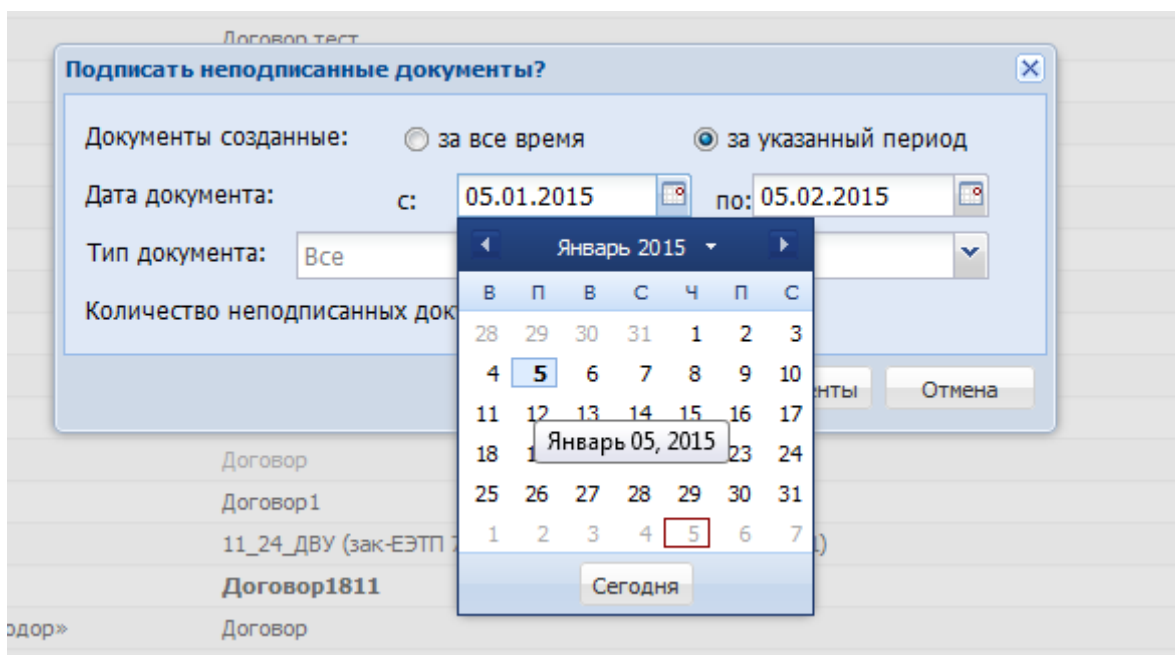 Договор тест
Подписать неподписанные документы?
Документы созданные: за все время за указанный период
Дата документа: с: 05.01.2015 по: 05.02.2015
Тип документа: Все
Январь 2015
Количество неподписанных док
В П В С Ч П С
28 29 30 31 1 2 3
4 5 6 7 8 9 10
нты Отмена
11 12 13 14 15 16 17
Январь 05, 2015
18 23 24
25 26 27 28 29 30 31
1 2 3 4 5 6 7
Сегодня
Договор
Договор1
11_24_ДВУ (зак-ЕЭТП
Договор1811
одор» Договор